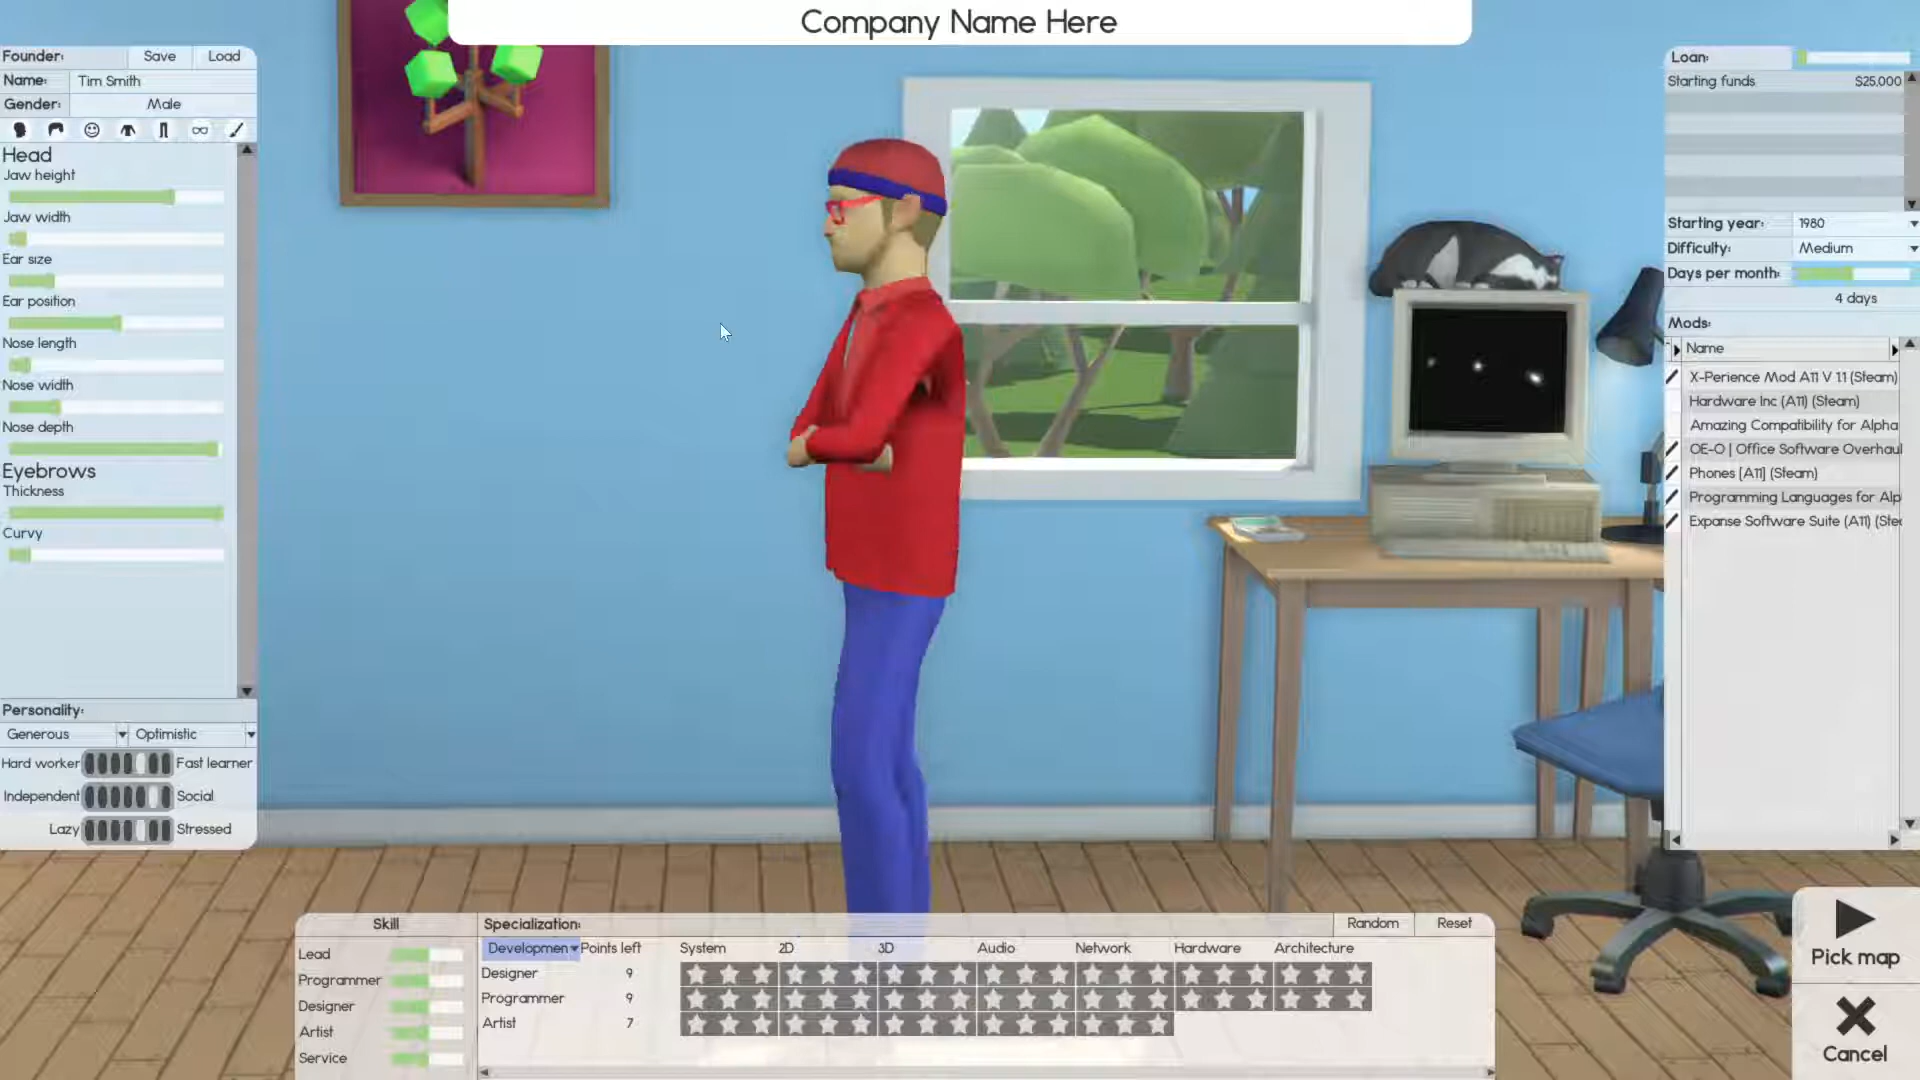 Company Name Here
Founder:
Save
Load
Name:
Tim Smith
Gender:
Male
Head
Jaw height
Jaw width
Ear size
Ear position
Nose length
Nose width
Nose depth
Eyebrows
Thickness
Curvy
Personality:
Generous
Optimistic
Hard worker
Fast learner
Independent
Social
Lazy
Stressed
Loan:
Starting funds
$25,000
Starting year:
1980
Difficulty:
Medium
Days per month:
4 days
Mods:
Name
X-Perience Mod A11 V 1.1 (Steam)
Hardware Inc (A11) (Steam)
Amazing Compatibility for Alpha
OE-O | Office Software Overhaul
Phones [A11] (Steam)
Programming Languages for Alp
Expanse Software Suite (A11) (Ste
Skill
Lead
Programmer
Designer
Artist
Service
Specialization:
Random
Reset
Developmen
Points left
System
2D
3D
Audio
Network
Hardware
Architecture
Designer
9
Programmer
9
Artist
7
Pick map
Cancel